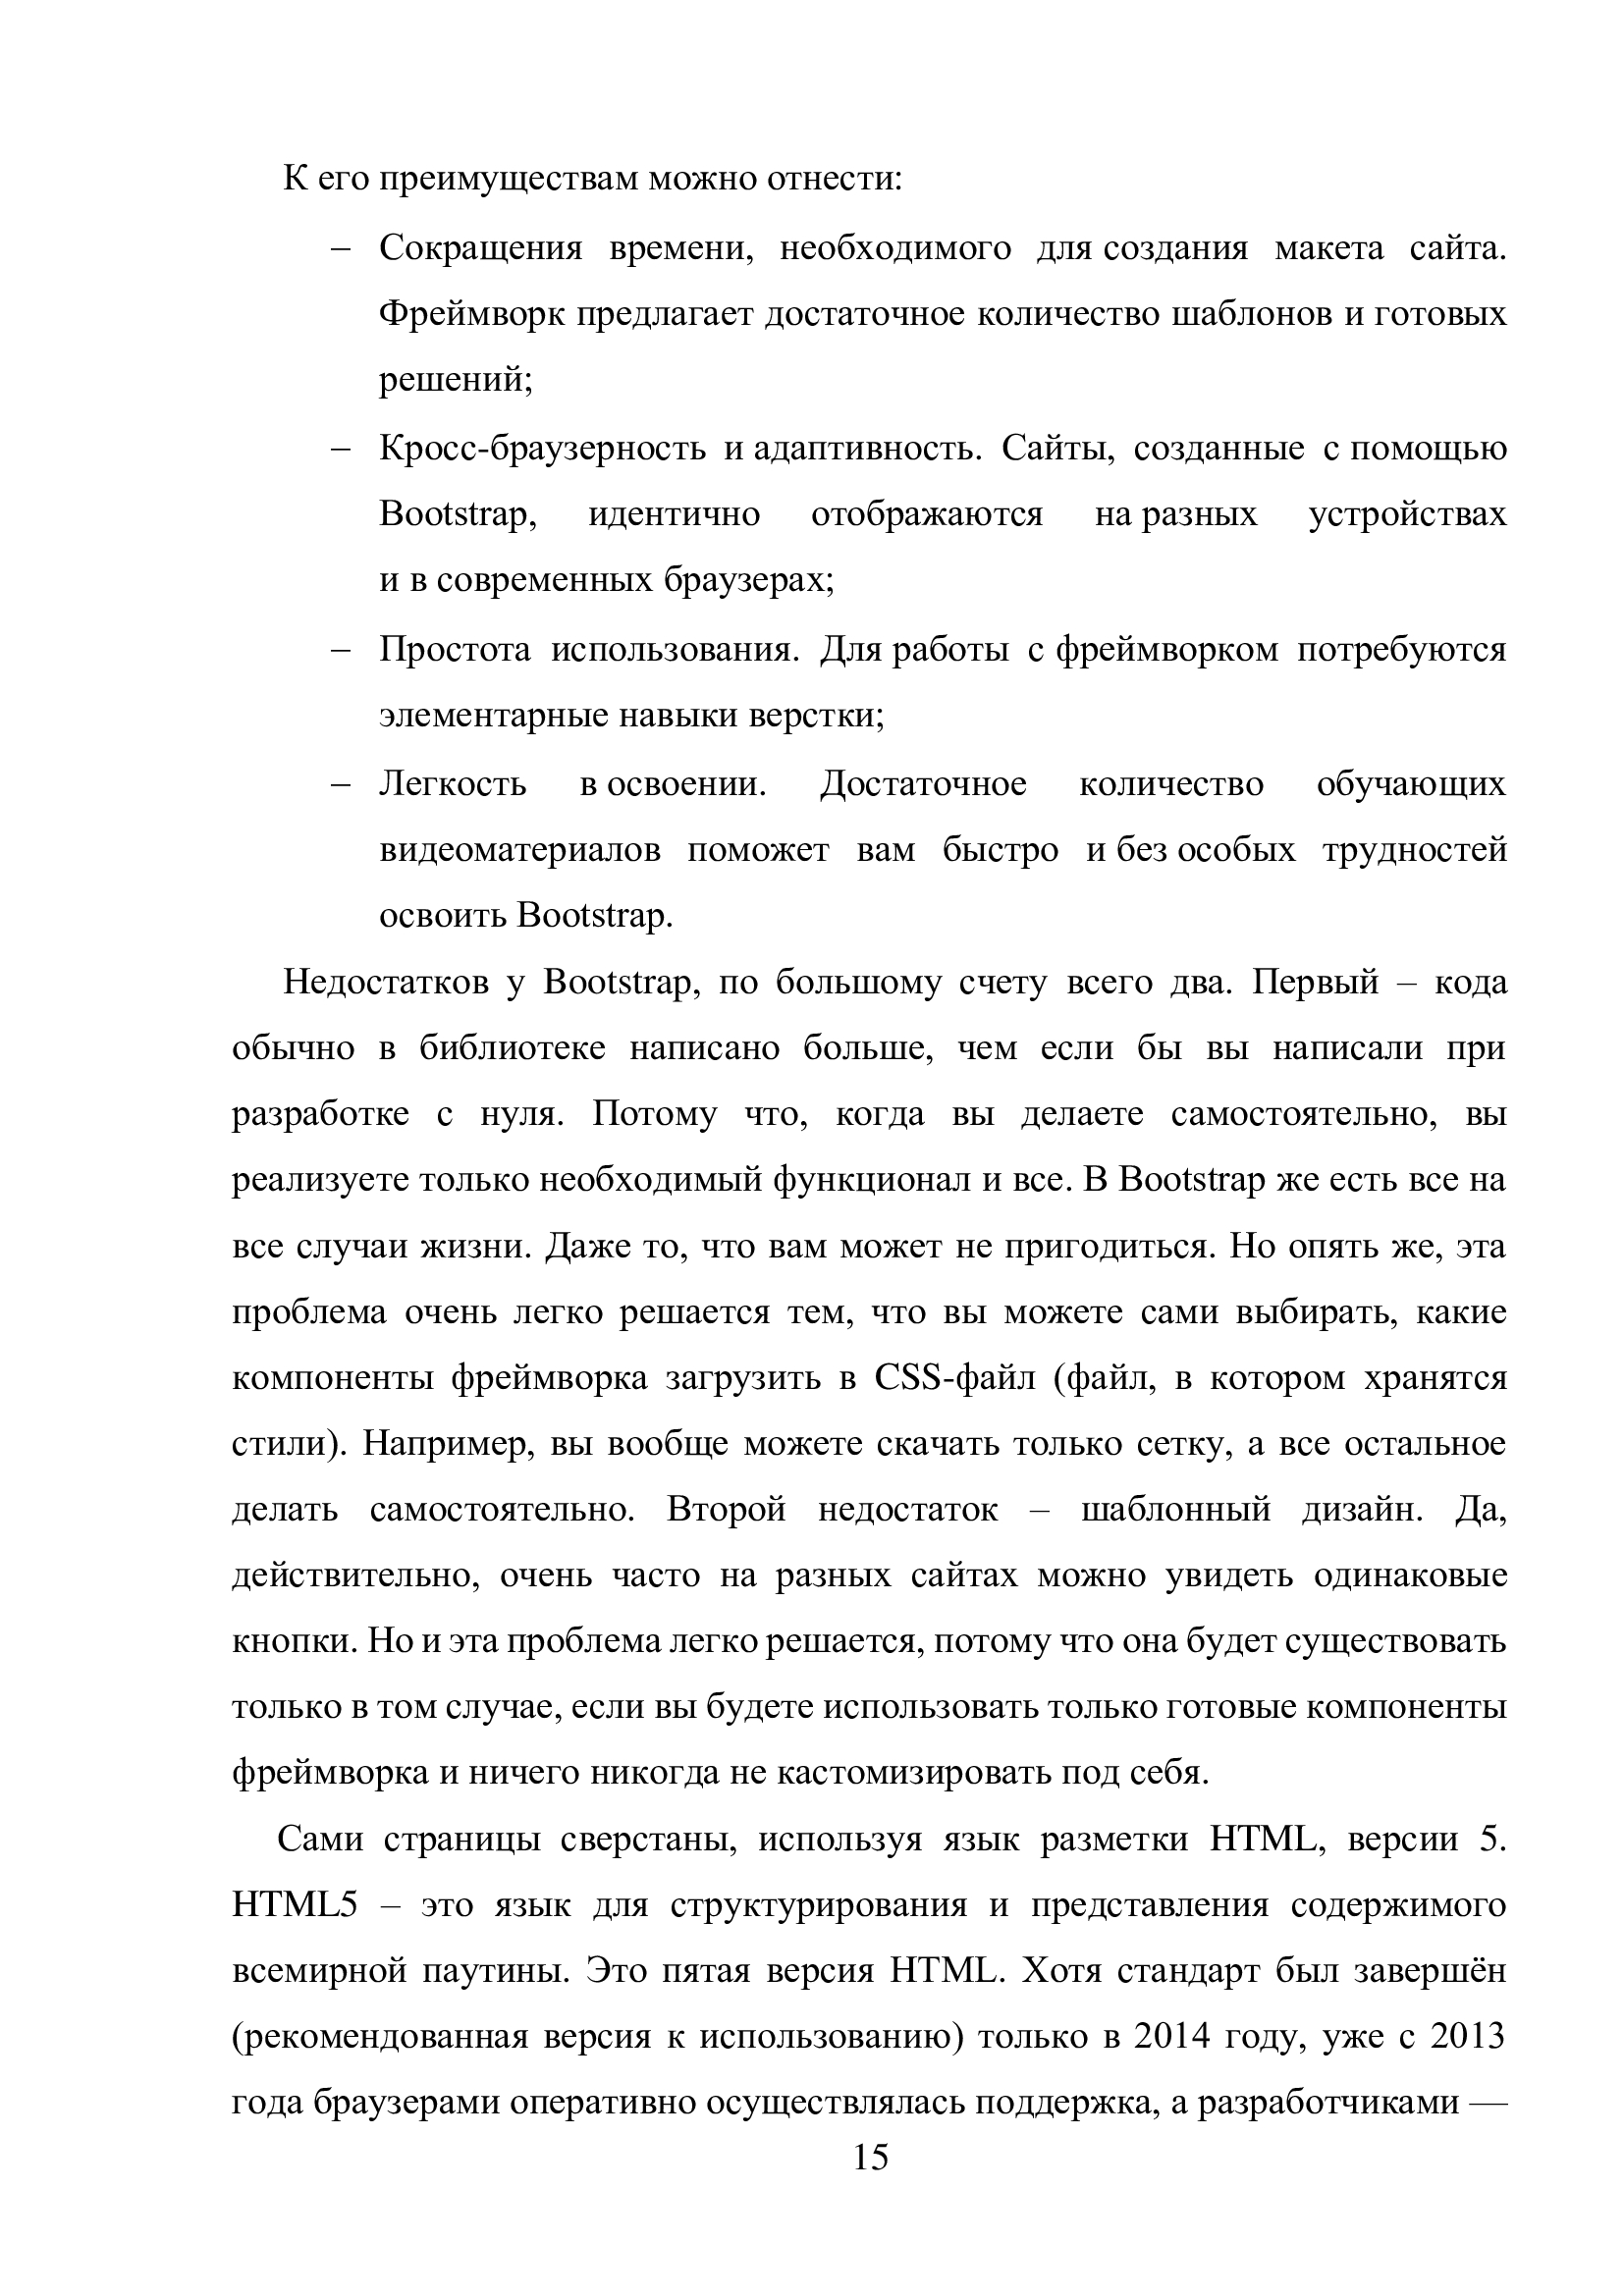 К его преимуществам можно отнести:
– Сокращения времени, необходимого для создания макета сайта.
Фреймворк предлагает достаточное количество шаблонов и готовых
решений;
– Кросс-браузерность и адаптивность. Сайты, созданные с помощью
Bootstrap, идентично отображаются на разных устройствах
и в современных браузерах;
– Простота использования. Для работы с фреймворком потребуются
элементарные навыки верстки;
– Легкость в освоении. Достаточное количество обучающих
видеоматериалов поможет вам быстро и без особых трудностей
освоить Bootstrap.
Недостатков у Bootstrap, по большому счету всего два. Первый – кода
обычно в библиотеке написано больше, чем если бы вы написали при
разработке с нуля. Потому что, когда вы делаете самостоятельно, вы
реализуете только необходимый функционал и все. В Bootstrap же есть все на
все случаи жизни. Даже то, что вам может не пригодиться. Но опять же, эта
проблема очень легко решается тем, что вы можете сами выбирать, какие
компоненты фреймворка загрузить в CSS-файл (файл, в котором хранятся
стили). Например, вы вообще можете скачать только сетку, а все остальное
делать самостоятельно. Второй недостаток – шаблонный дизайн. Да,
действительно, очень часто на разных сайтах можно увидеть одинаковые
кнопки. Но и эта проблема легко решается, потому что она будет существовать
только в том случае, если вы будете использовать только готовые компоненты
фреймворка и ничего никогда не кастомизировать под себя.
Сами страницы сверстаны, используя язык разметки HTML, версии 5.
HTML5 – это язык для структурирования и представления содержимого
всемирной паутины. Это пятая версия HTML. Хотя стандарт был завершён
(рекомендованная версия к использованию) только в 2014 году, уже с 2013
года браузерами оперативно осуществлялась поддержка, а разработчиками —
15